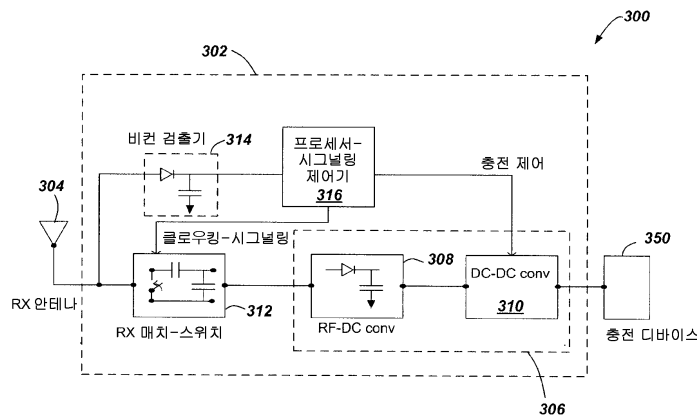 300
302
비컨 검출기
314
프로세서-
시그널링
제어기
316
충전 제어
304
클로우킹-시그널링
308
350
DC-DC conv
310
RX 안테나
312
RX 매치-스위치
RF-DC conv
충전 디바이스
306